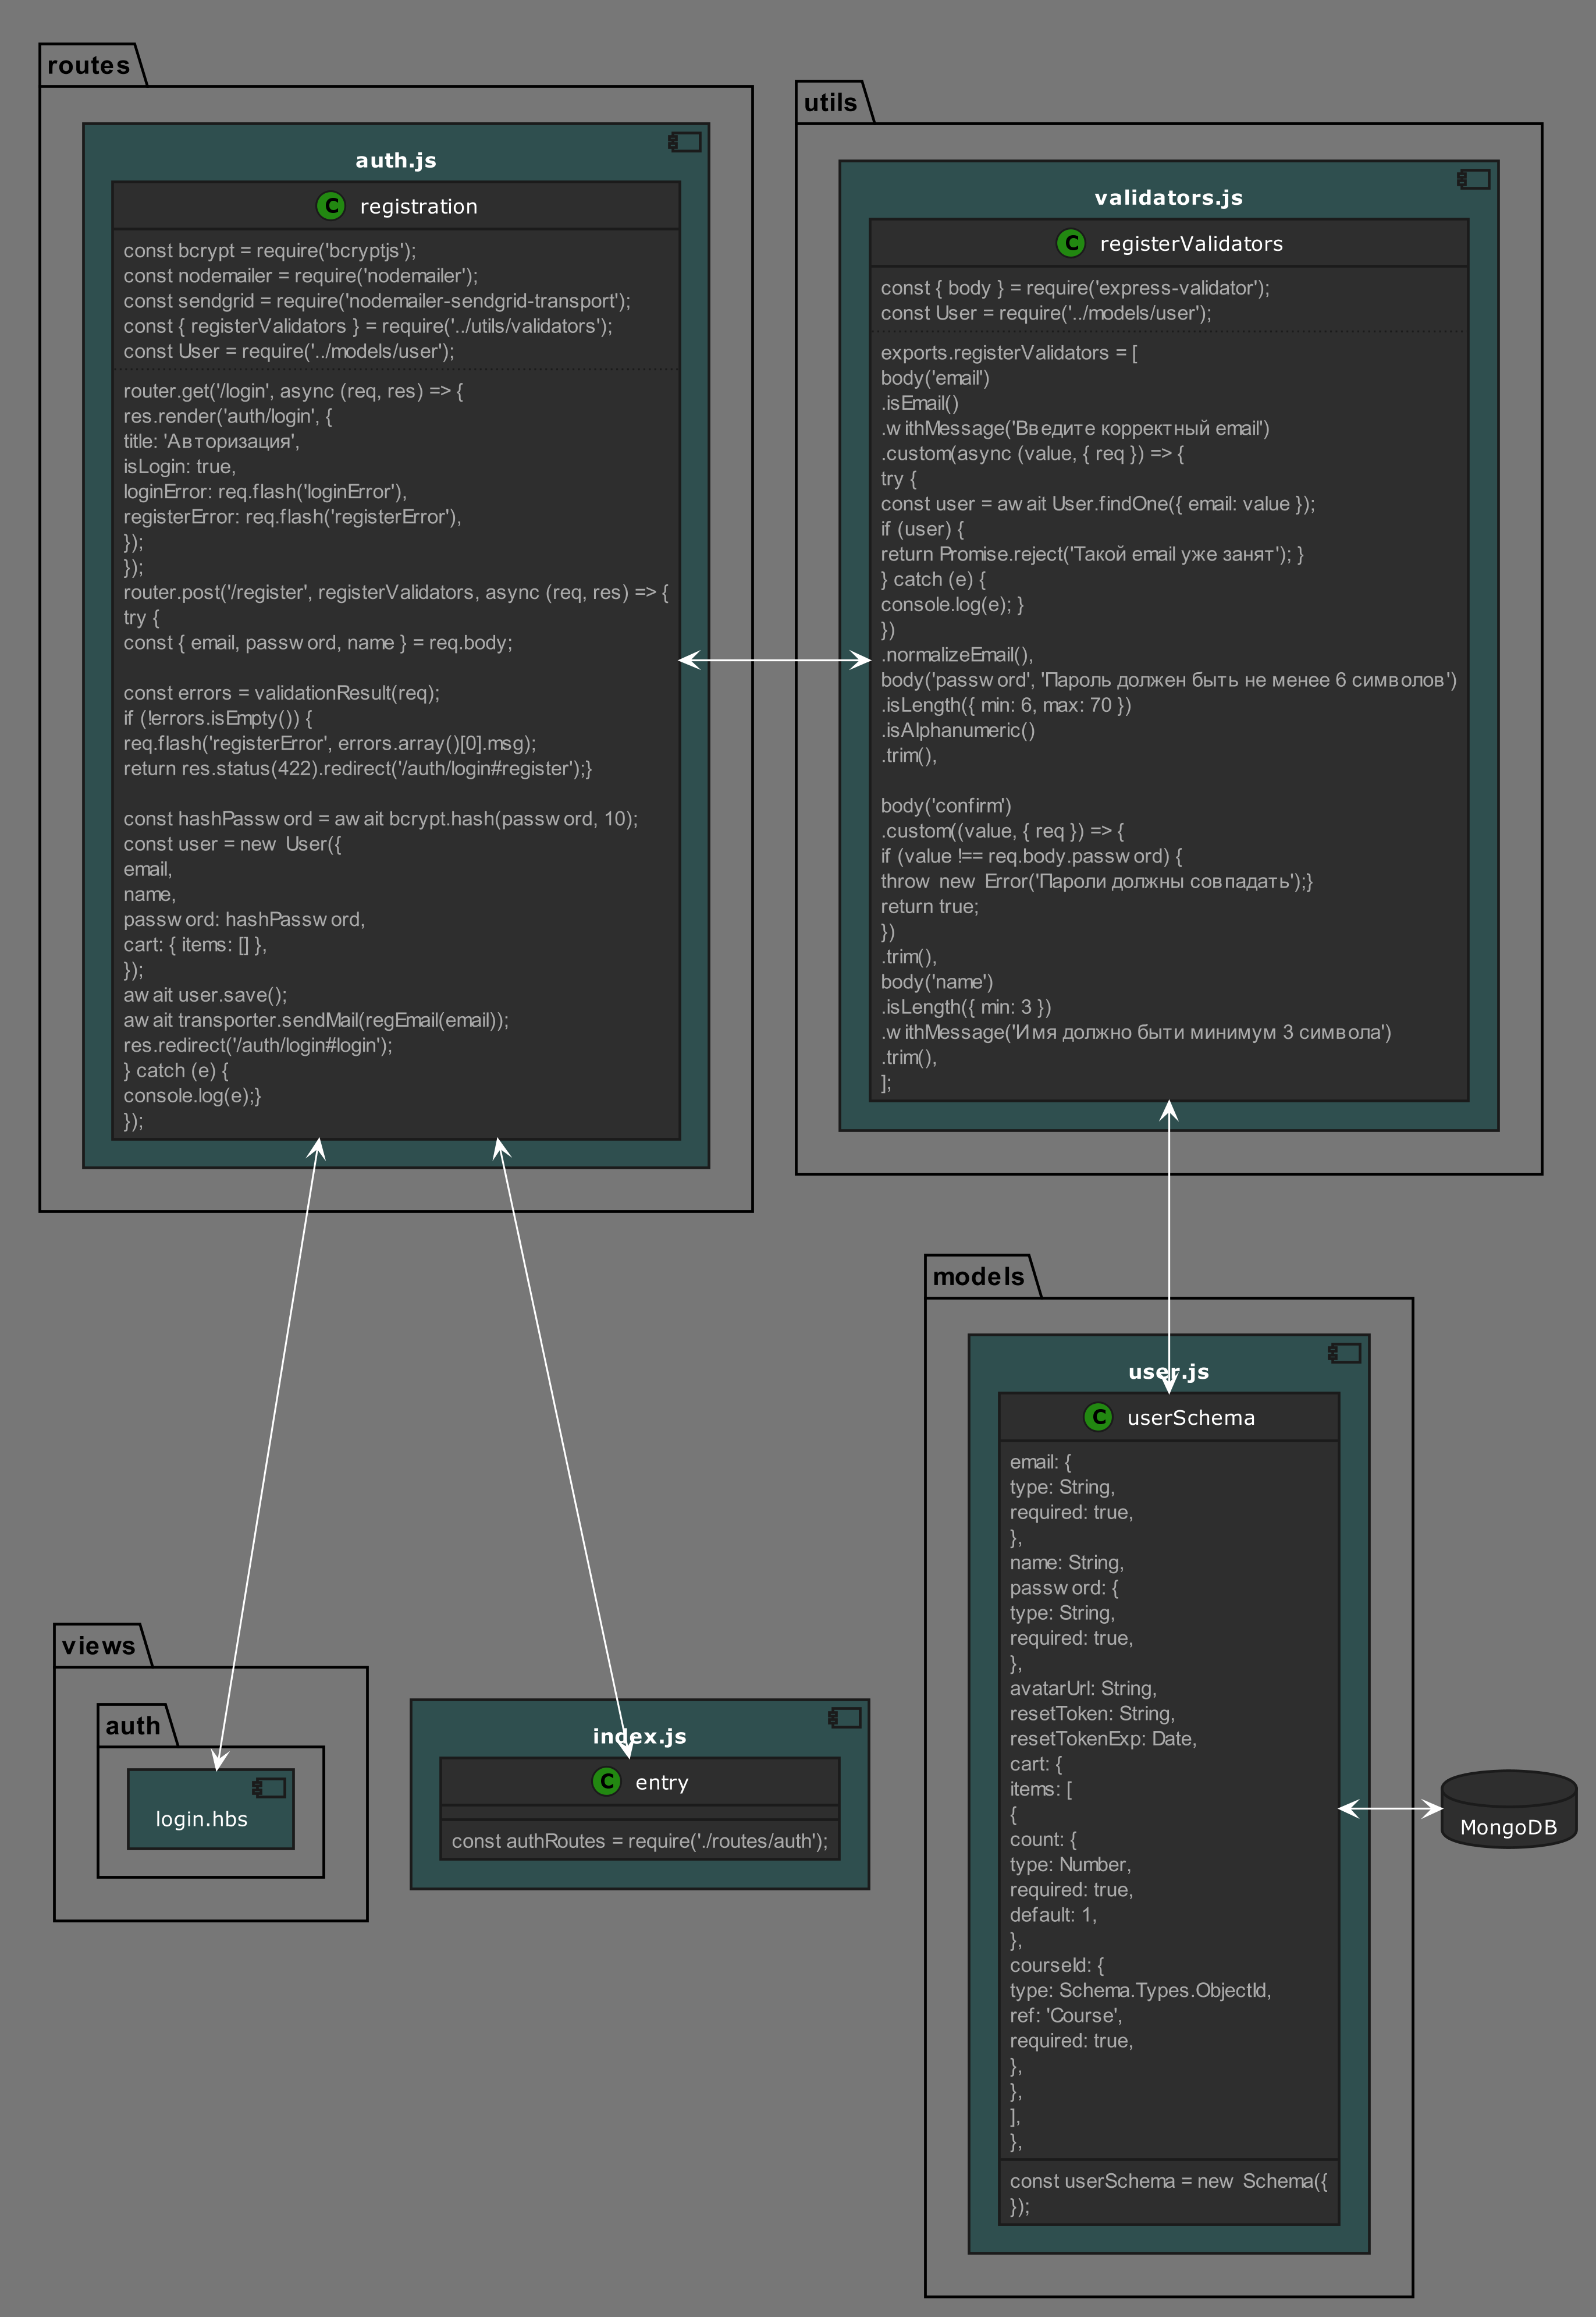 routes
auth.js
C registration
const bcrypt = require('bcryptjs');
const nodemailer = require('nodemailer');
const sendgrid = require('nodemailer-sendgrid-transport');
const { registerValidators } = require('../utils/validators');
const User = require('../models/user');
router.get('/login', async (req, res) => {
res.render('auth/login', {
title: 'Авторизация',
isLogin: true,
loginError: req.flash('loginError'),
registerError: req.flash('registerError'),
});
});
router.post('/register', registerValidators, async (req, res) => {
try {
const { email, password, name } = req.body;
const errors = validationResult(req);
if (!errors.isEmpty()) {
req.flash('registerError', errors.array()[0].msg);
return res.status(422).redirect('/auth/login#register');}
const hashPassword = await bcrypt.hash(password, 10);
const user = new User({
email,
name,
password: hashPassword,
cart: { items: [] },
});
await user.save();
await transporter.sendMail(regEmail(email));
res.redirect('/auth/login#login');
} catch (e) {
console.log(e);}
});
utils
validators.js
C registerValidators
const { body } = require('express-validator');
const User = require('../models/user');
exports.registerValidators = [
body('email')
.isEmail()
.withMessage('Введите корректный email')
.custom(async (value, { req }) => {
try {
const user = await User.findOne({ email: value });
if (user) {
return Promise.reject('Такой email уже занят'); }
} catch (e) {
console.log(e); }
})
.normalizeEmail(),
body('password', 'Пароль должен быть не менее 6 символов')
.isLength({ min: 6, max: 70 })
.isAlphanumeric()
.trim(),
body('confirm')
.custom((value, { req }) => {
if (value !== req.body.password) {
throw new Error('Пароли должны совпадать');}
return true;
})
.trim(),
body('name')
.isLength({ min: 3 })
.withMessage('Имя должно быти минимум 3 символа')
.trim(),
];
models
user.js
C userSchema
email: {
type: String,
required: true,
},
name: String,
password: {
type: String,
required: true,
},
avatarUrl: String,
resetToken: String,
resetTokenExp: Date,
cart: {
items: [
{
count: {
type: Number,
required: true,
default: 1,
},
courseId: {
type: Schema.Types.ObjectId,
ref: 'Course',
required: true,
},
},
],
},
const userSchema = new Schema({
});
views
auth
login.hbs
index.js
C entry
const authRoutes = require('./routes/auth');
MongoDB